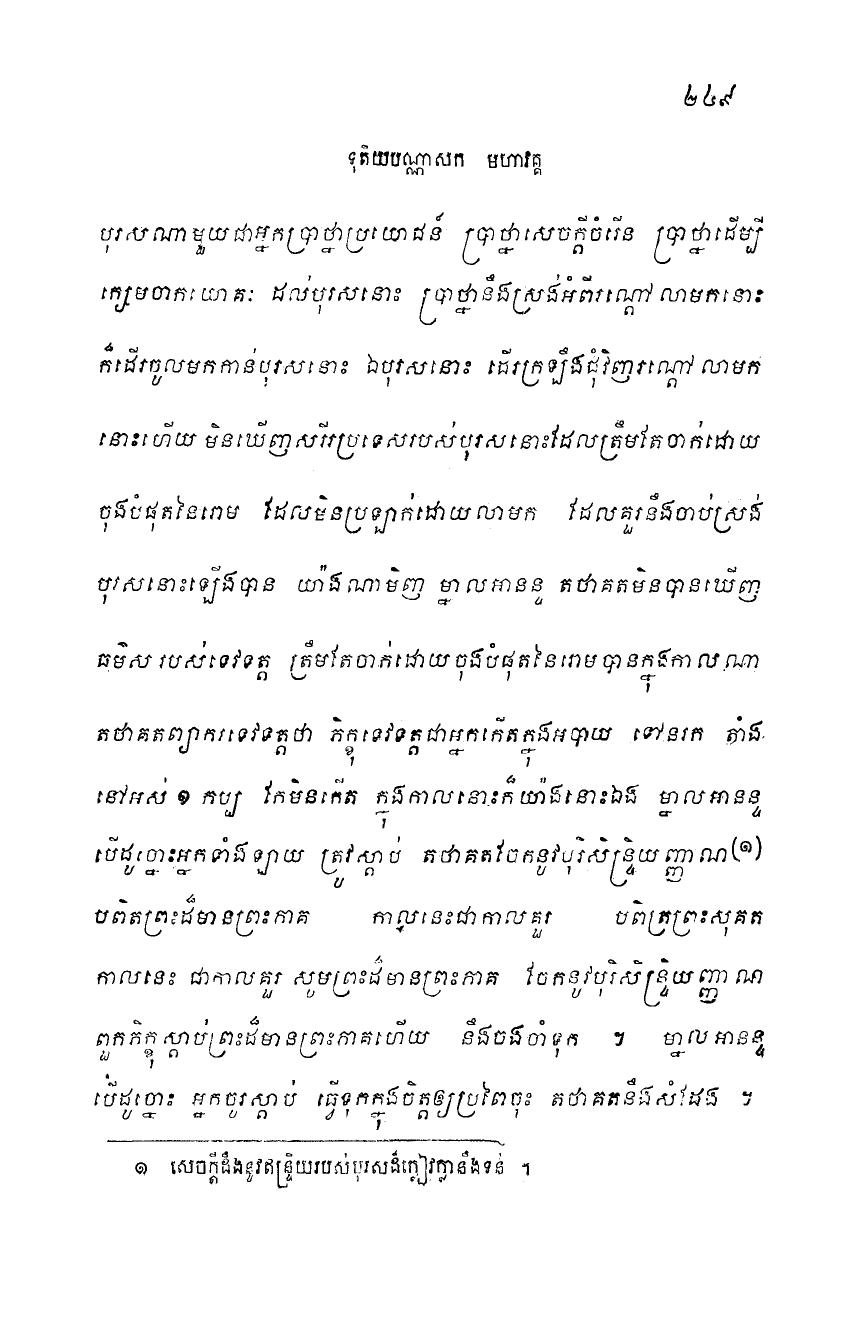 ២៤៩
ទុតិយបណ្ណាសក មហាវគ្គ
បុរសណាមួយជាអ្នកប្រាថ្នាប្រយោជន៍ ប្រាថ្នាសេចក្តីចំរើន ប្រាថ្នាដើម្បី
ក្សេមចាកយោគៈ ដល់បុរសនោះ ប្រាថ្នានឹងស្រង់អំពីរណ្តៅលាមកនោះ
ក៏ដើរចូលមកកាន់បុរសនោះ ឯបុរសនោះ ដើរក្រឡឹងជុំវិញរណ្តៅលាមក
នោះហើយ មិនឃើញសរីរប្រទេសរបស់បុរសនោះដែលត្រឹមតែចាក់ដោយ
ចុងបំផុតនៃរោម ដែលមិនប្រឡាក់ដោយលាមក ដែលគួរនឹងចាប់ស្រង់
បុរសនោះឡើងបាន យ៉ាងណាមិញ ម្នាលអានន្ទ តថាគតមិនបានឃើញ
ធម៌ស របស់ទេវទត្ត ត្រឹមតែចាក់ដោយចុងបំផុតនៃរោមបានក្នុងកាលណា
តថាគតព្យាករទេវទត្តថា ភិក្ខុទេវទត្តជាអ្នកកើតក្នុងអបាយ ទៅនរក តាំង
នៅអស់ ១ កប្ប កែមិនកើត ក្នុងកាលនោះក៏យ៉ាងនោះឯង ម្នាលអានន្ទ
បើដូច្នោះអ្នកទាំងឡាយ ត្រូវស្តាប់ តថាគតចែកនូវបុរិសិន្ទ្រិយញ្ញាណ(១)
បពិតព្រះដ៏មានព្រះភាគ កាលនេះជាកាលគួរ បពិត្រព្រះសុគត
កាលនេះ ជាកាលគួរ សូមព្រះដ៏មានព្រះភាគ ចែកនូវបុរិសិន្ទ្រិយញ្ញាណ
ពួកភិក្ខុស្តាប់ព្រះដ៏មានព្រះភាគហើយ នឹងចងចាំទុក ។ ម្នាលអានន្ទ
បើដូច្នោះ អ្នកចូរស្តាប់ ធ្វើទុកក្នុងចិត្តឲ្យប្រពៃចុះ តថាគតនឹងសំដែង ។
១ សេចក្តីដឹងនូវឥន្ទ្រិយរបស់បុរសដ៏ក្លៀវក្លានឹងទន់ ។